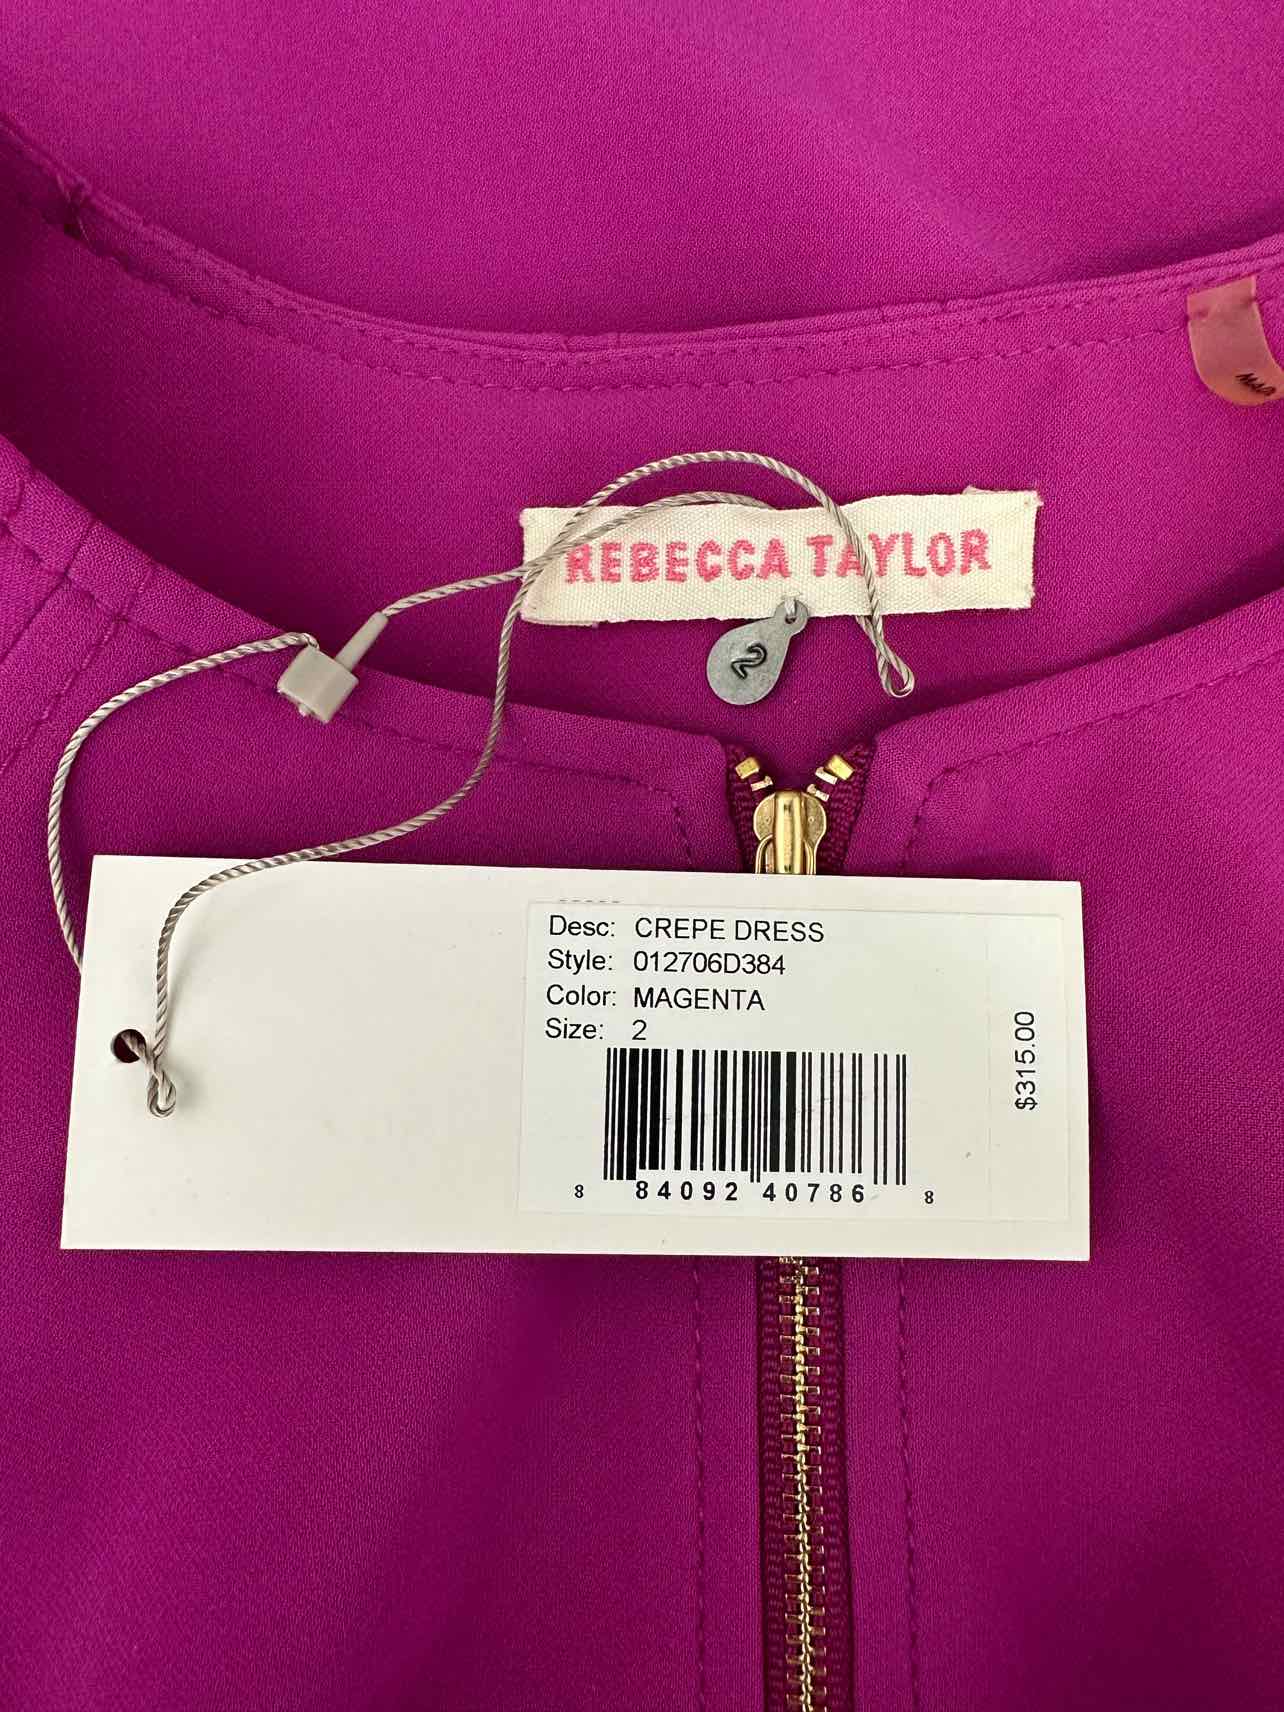 REBECCA TAYLOR
2
Desc: CREPE DRESS
Style: 012706D384
Color: MAGENTA
Size: 2
$315.00
8 84092 40786 8